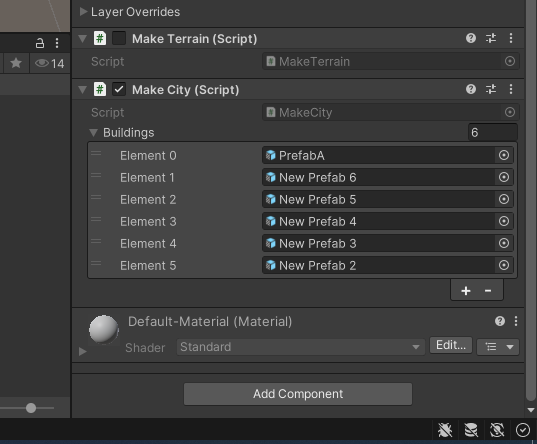 Layer Overrides
Make Terrain (Script)
14
Script MakeTerrain
Make City (Script)
Script MakeCity
Buildings 6
Element 0 PrefabA
Element 1 New Prefab 6
Element 2 New Prefab 5
Element 3 New Prefab 4
Element 4 New Prefab 3
Element 5 New Prefab 2
+ -
Default-Material (Material)
Shader Standard Edit...
Add Component